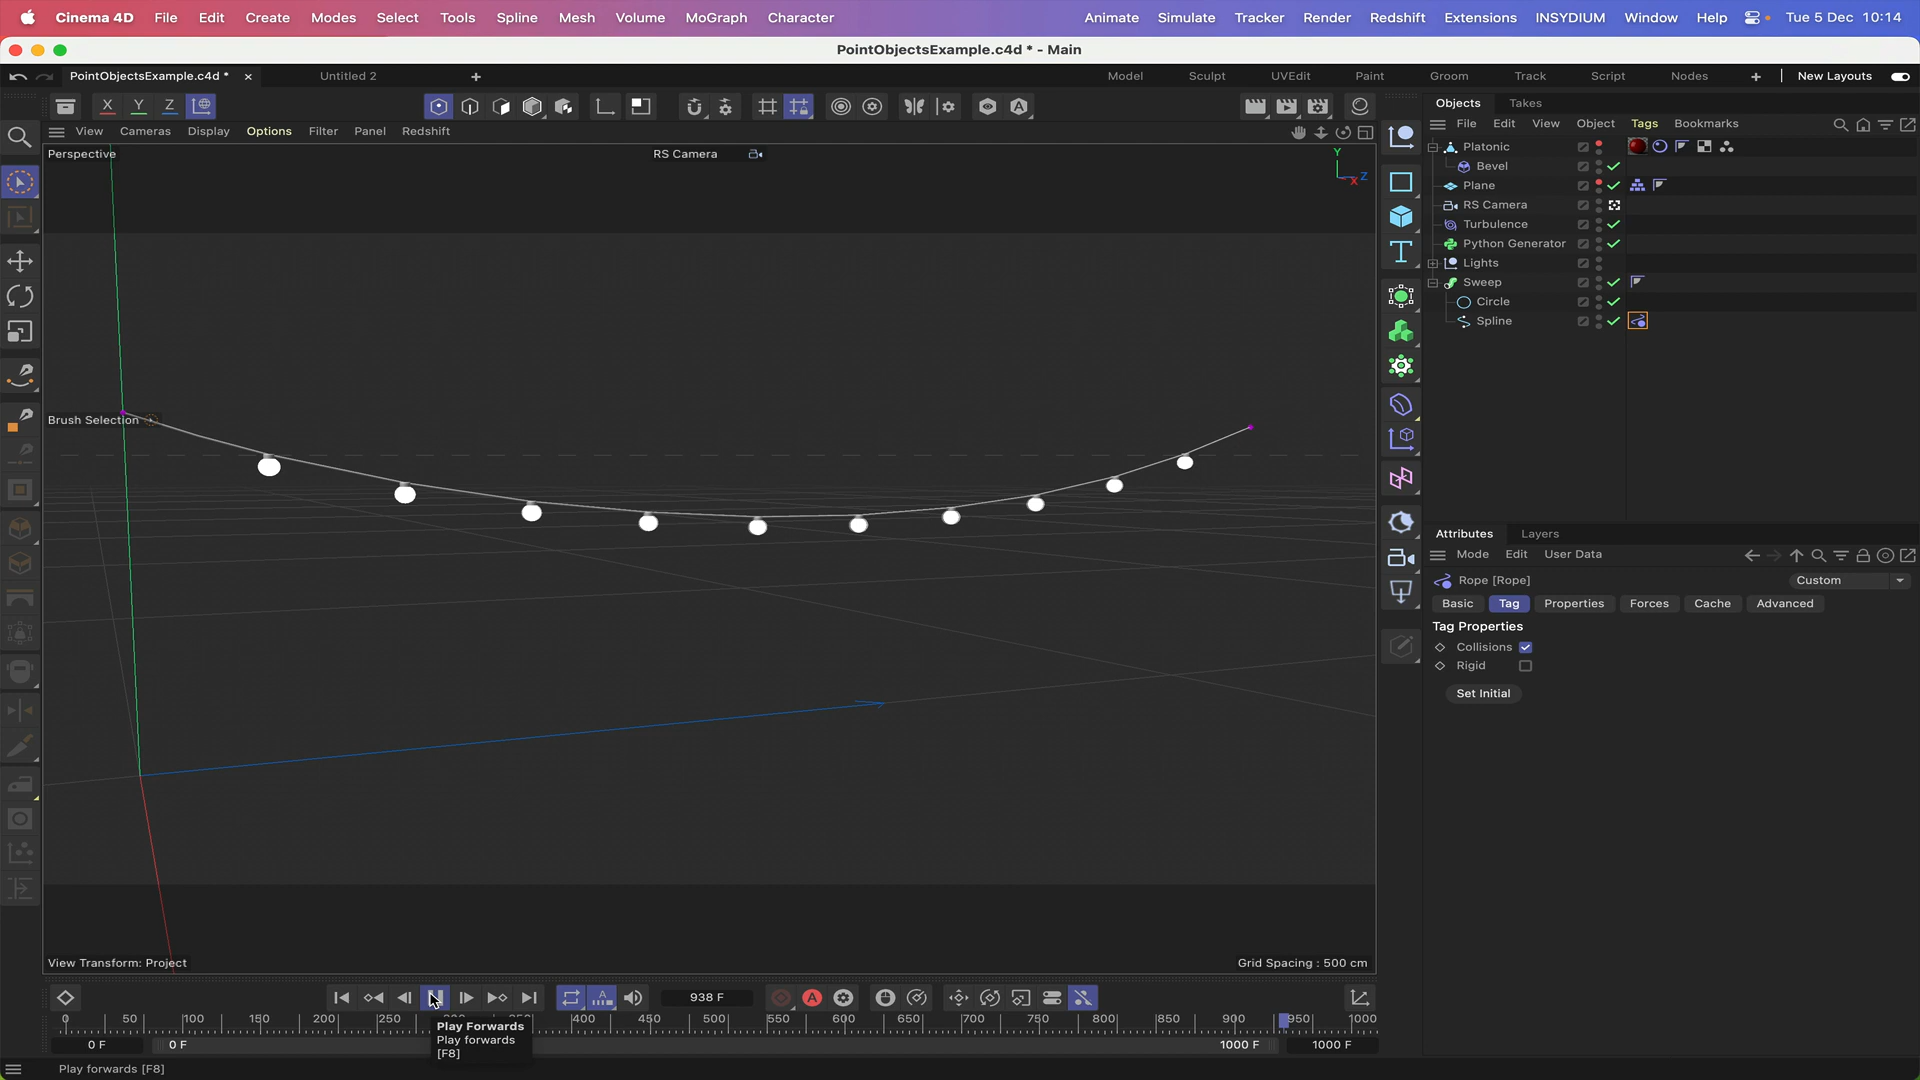 Cinema 4D File Edit Create Modes Select Tools Spline Mesh Volume MoGraph Character Animate Simulate Tracker Render Redshift Extensions INSYDIUM Window Help Tue 5 Dec 10:14
PointObjectsExample.c4d * - Main
PointObjectsExample.c4d * Untitled 2 Model Sculpt UVEdit Paint Groom Track Script Nodes New Layouts
X Y Z
Objects Takes
View Cameras Display Options Filter Panel Redshift
File Edit View Object Tags Bookmarks
Perspective
RS Camera
Y
X Z
Platonic
Bevel
Plane
RS Camera
Turbulence
Python Generator
Lights
Sweep
Circle
Spline
Brush Selection
Attributes Layers
Mode Edit User Data
Rope [Rope] Custom
Basic Tag Properties Forces Cache Advanced
Tag Properties
Collisions
Rigid
Set Initial
View Transform: Project
Grid Spacing : 500 cm
938 F
0 50 100 150 200 250 400 450 500 550 600 650 700 750 800 850 900 950 1000
0 F 0 F 1000 F 1000 F
Play Forwards
Play forwards
[F8]
Play forwards [F8]